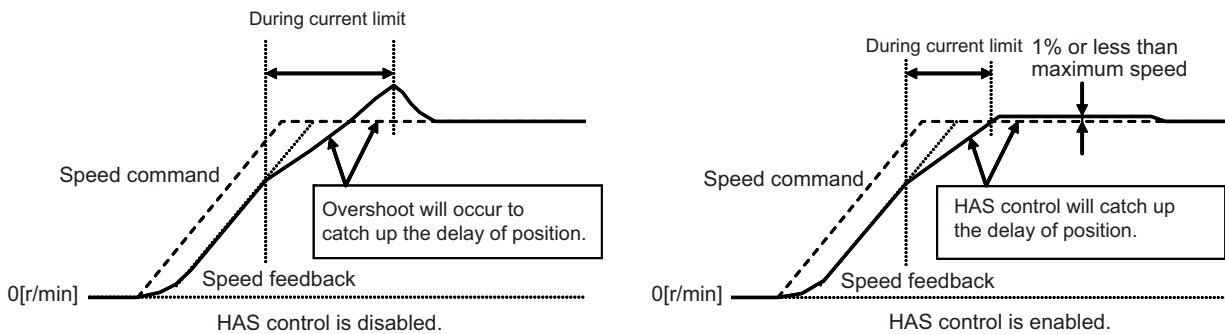 During current limit
Speed command
Overshoot will occur to
catch up the delay of position.
Speed feedback
0[r/min]
HAS control is disabled.
During current limit
1% or less than
maximum speed
Speed command
HAS control will catch up
the delay of position.
Speed feedback
0[r/min]
HAS control is enabled.